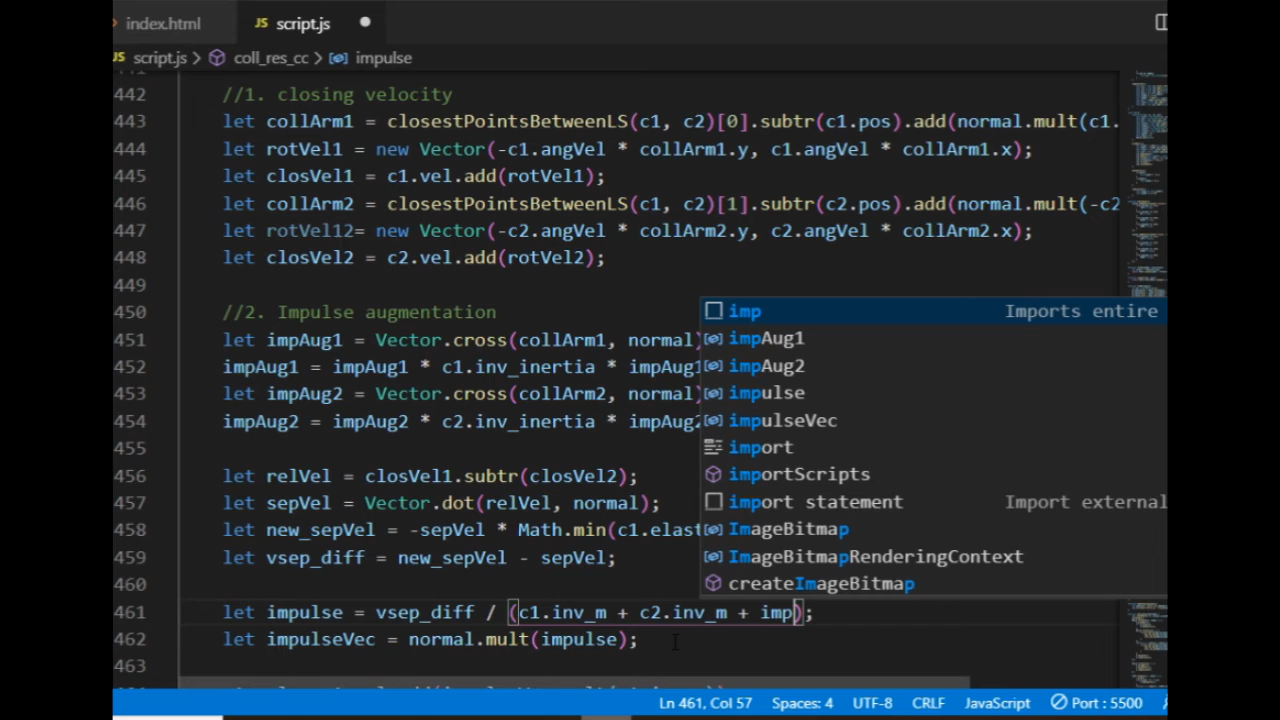 index.html JS script.js
JS script.js > coll_res_cc > impulse
442 //1. closing velocity
443 let collArm1 = closestPointsBetweenLS(c1, c2)[0].subtr(c1.pos).add(normal.mult(c1.
444 let rotVel1 = new Vector(-c1.angVel * collArm1.y, c1.angVel * collArm1.x);
445 let closVel1 = c1.vel.add(rotVel1);
446 let collArm2 = closestPointsBetweenLS(c1, c2)[1].subtr(c2.pos).add(normal.mult(-c2
447 let rotVel12= new Vector(-c2.angVel * collArm2.y, c2.angVel * collArm2.x);
448 let closVel2 = c2.vel.add(rotVel2);
449
450 //2. Impulse augmentation
451 let impAug1 = Vector.cross(collArm1, normal)
452 impAug1 = impAug1 * c1.inv_inertia * impAug1
453 let impAug2 = Vector.cross(collArm2, normal)
454 impAug2 = impAug2 * c2.inv_inertia * impAug2
455
456 let relVel = closVel1.subtr(closVel2);
457 let sepVel = Vector.dot(relVel, normal);
458 let new_sepVel = -sepVel * Math.min(c1.elast
459 let vsep_diff = new_sepVel - sepVel;
460
461 let impulse = vsep_diff / (c1.inv_m + c2.inv_m + imp);
462 let impulseVec = normal.mult(impulse);
463
imp Imports entire
impAug1
impAug2
impulse
impulseVec
import
importScripts
import statement Import external
ImageBitmap
ImageBitmapRenderingContext
createImageBitmap
Ln 461, Col 57 Spaces: 4 UTF-8 CRLF JavaScript Port : 5500